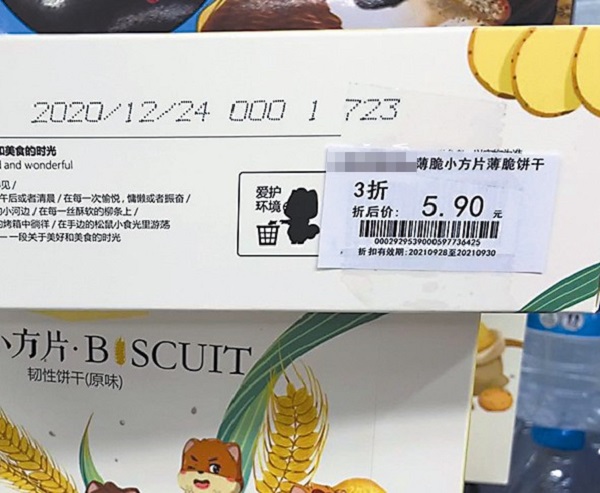 2020/12/24 000 1 723
和美食的时光
l and wonderful
见/
午后或者清晨/在每一次愉悦，慵懒或者振奋/
小河边/在每一丝酥软的柳条上/
烤箱中徜徉/在手边的松鼠小食光里游荡
一段关于美好和美食的时光
爱护
环境
薄脆小方片薄脆饼干
3折
折后价: 5.90 元
0002929539000597736425
折扣有效期:20210928至20210930
小方片·BISCUIT
韧性饼干(原味)